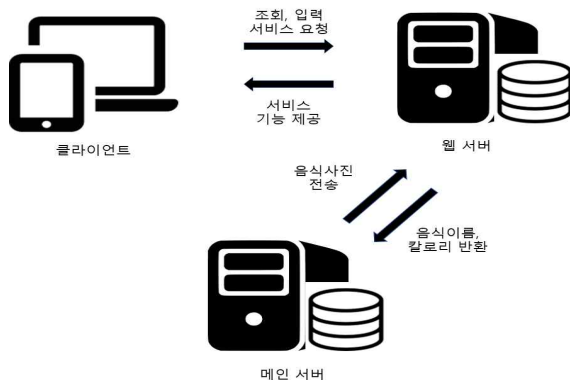 조회, 입력
서비스 요청
서비스
기능 제공
클라이언트
웹 서버
음식사진
전송
음식이름,
칼로리 반환
메인 서버